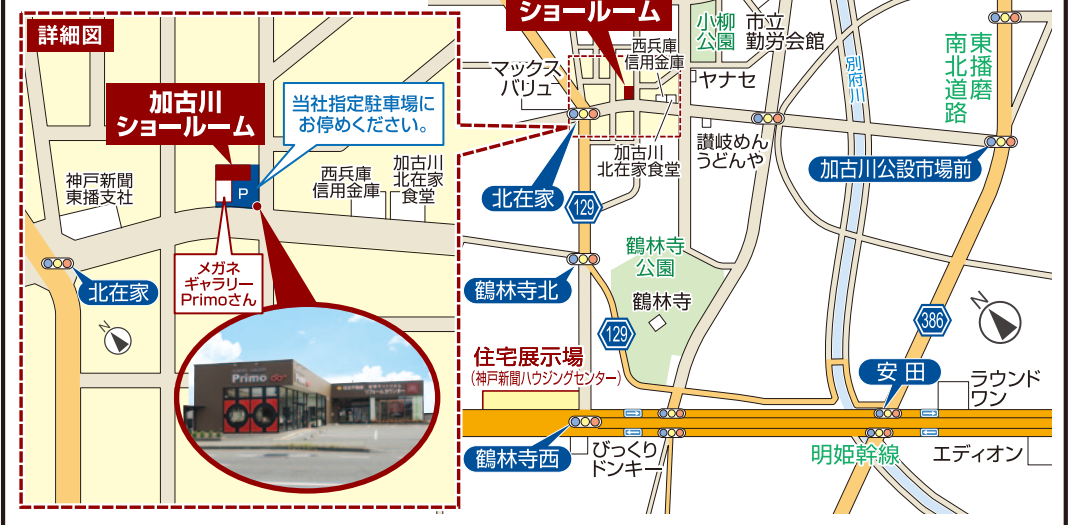 詳細図
加古川
ショールーム
当社指定駐車場に
お停めください。
神戸新聞
東播支社
西兵庫
信用金庫
加古川
北在家
食堂
P
北在家
メガネ
ギャラリー
Primoさん
N
Primo
ショールーム
小柳
公園
市立
勤労会館
西兵庫
信用金庫
マックス
バリュ
ヤナセ
別府川
東播磨
南北道路
讃岐めん
うどんや
加古川
北在家食堂
加古川公設市場前
北在家
129
鶴林寺
公園
鶴林寺北
鶴林寺
129
386
N
住宅展示場
(神戸新聞ハウジングセンター)
安田
ラウンド
ワン
鶴林寺西
びっくり
ドンキー
明姫幹線
エディオン